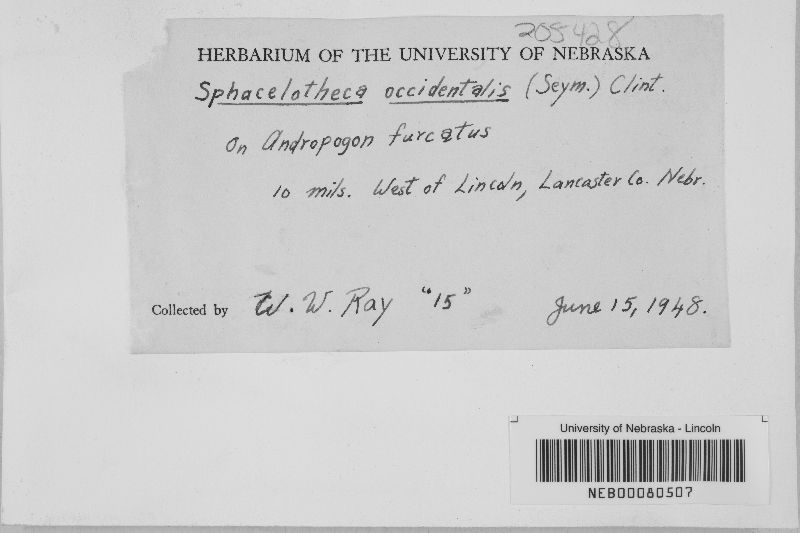 205428
HERBARIUM OF THE UNIVERSITY OF NEBRASKA
Sphacelotheca occidentalis (Seym.) Clint.
On Andropogon furcatus
10 mils. West of Lincoln, Lancaster Co. Nebr.
Collected by W. W. Ray "15" June 15, 1948.
University of Nebraska - Lincoln
NEB00080507